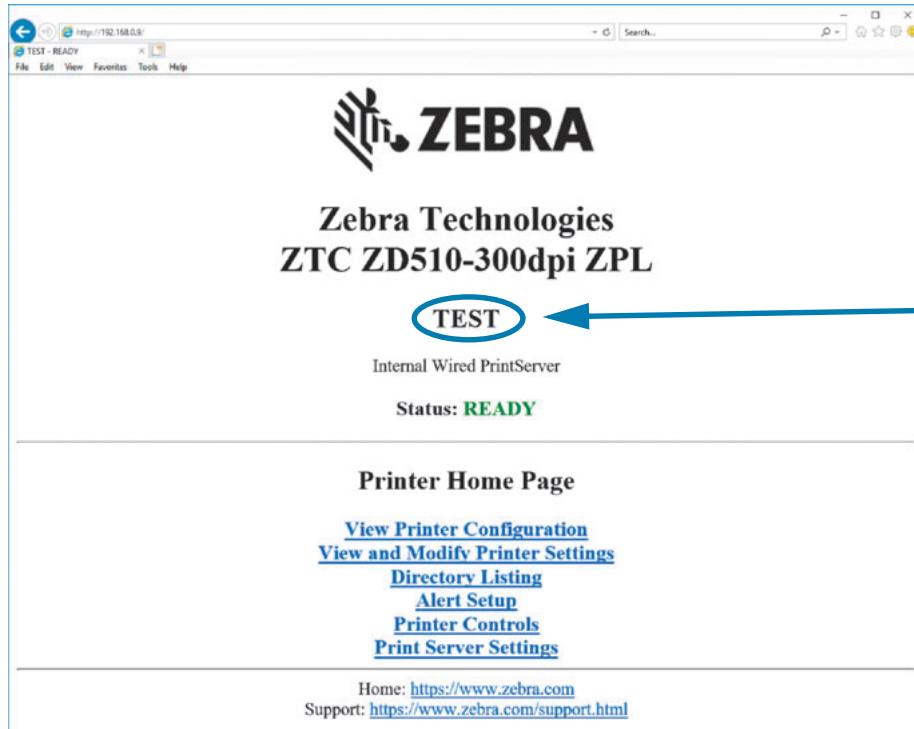 http://192.168.0.9/
Search...
TEST - READY
File Edit View Favorites Tools Help
ZEBRA
Zebra Technologies
ZTC ZD510-300dpi ZPL
TEST
Internal Wired PrintServer
Status: READY
Printer Home Page
View Printer Configuration
View and Modify Printer Settings
Directory Listing
Alert Setup
Printer Controls
Print Server Settings
Home: https://www.zebra.com
Support: https://www.zebra.com/support.html